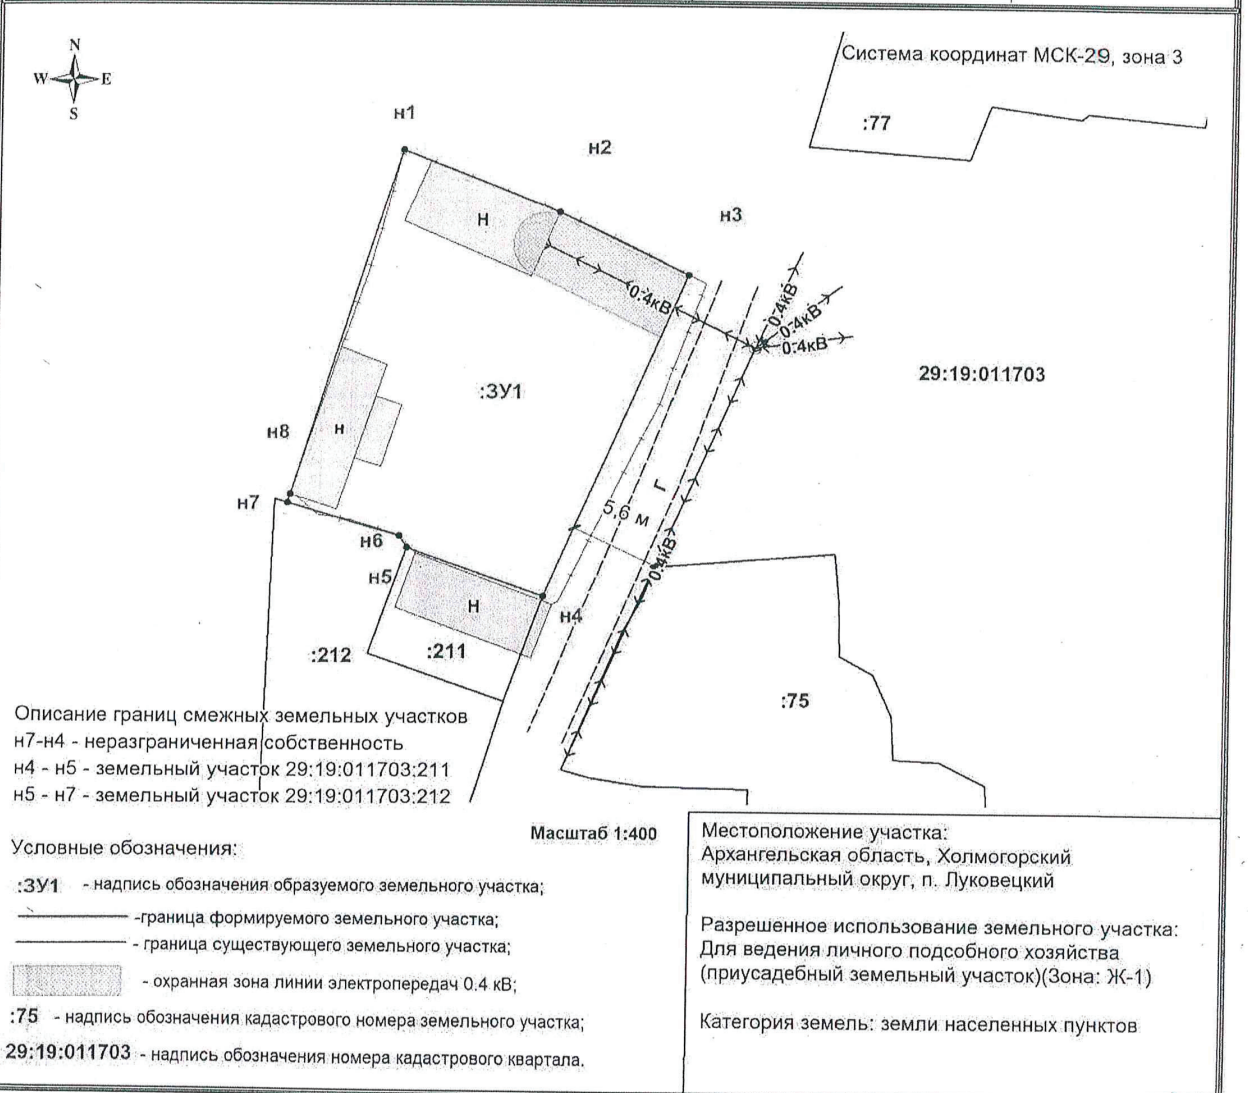 Система координат МСК-29, зона 3
N
W E
S
:77
н1
н2
н3
Н
0.4кВ
0.4кВ
0.4кВ
0.4кВ
29:19:011703
:ЗУ1
н8
н
н7
Г
5,6 м
н6
0.4кВ
н5
Н
н4
:212
:211
:75
Описание границ смежных земельных участков
н7-н4 - неразграниченная собственность
н4 - н5 - земельный участок 29:19:011703:211
н5 - н7 - земельный участок 29:19:011703:212
Масштаб 1:400
Условные обозначения:
:ЗУ1 - надпись обозначения образуемого земельного участка;
-граница формируемого земельного участка;
- граница существующего земельного участка;
- охранная зона линии электропередач 0.4 кВ;
:75 - надпись обозначения кадастрового номера земельного участка;
29:19:011703 - надпись обозначения номера кадастрового квартала.
Местоположение участка:
Архангельская область, Холмогорский
муниципальный округ, п. Луковецкий
Разрешенное использование земельного участка:
Для ведения личного подсобного хозяйства
(приусадебный земельный участок)(Зона: Ж-1)
Категория земель: земли населенных пунктов